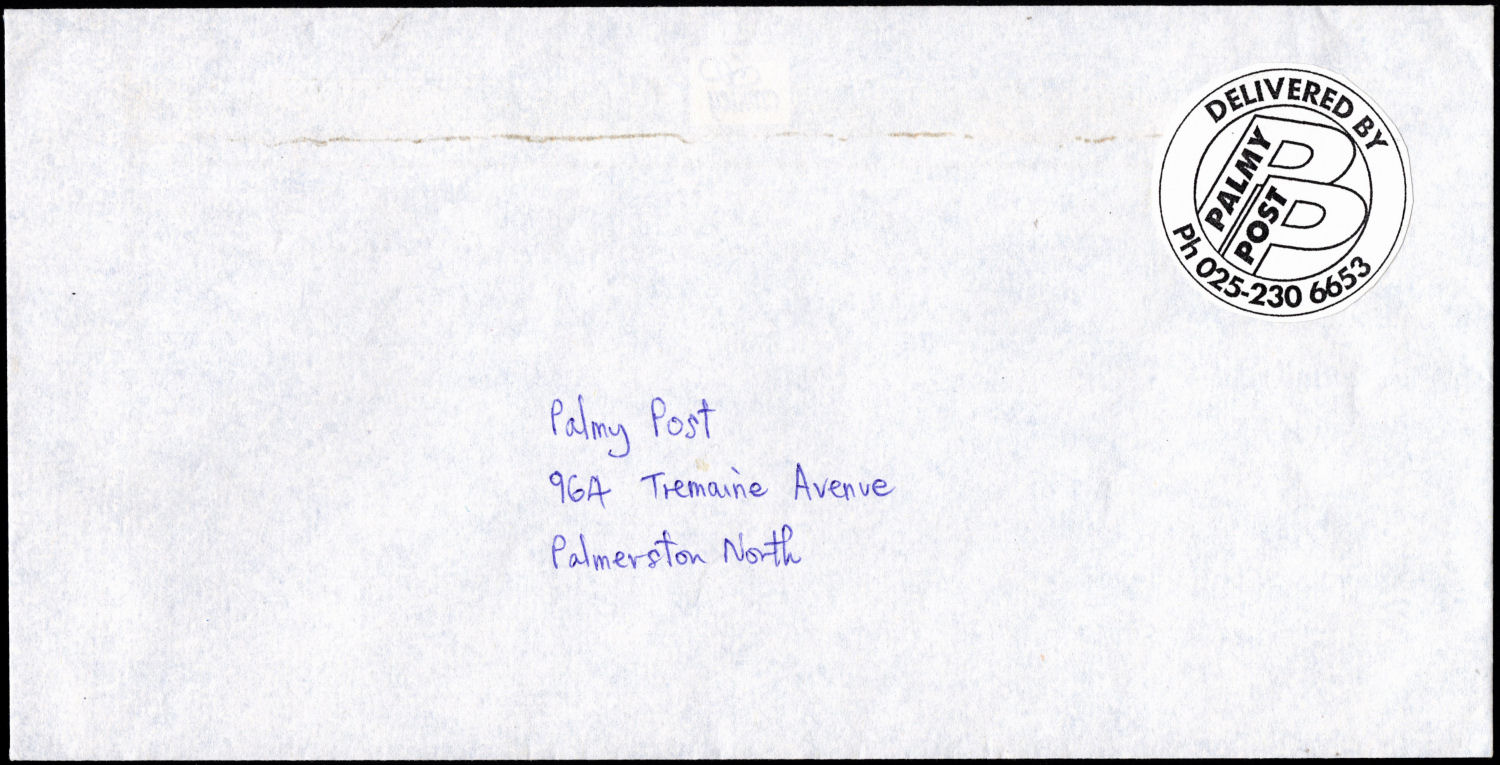 DELIVERED BY
PALMY
POST
Ph 025-230 6653
Palmy Post
96A Tremaine Avenue
Palmerston North